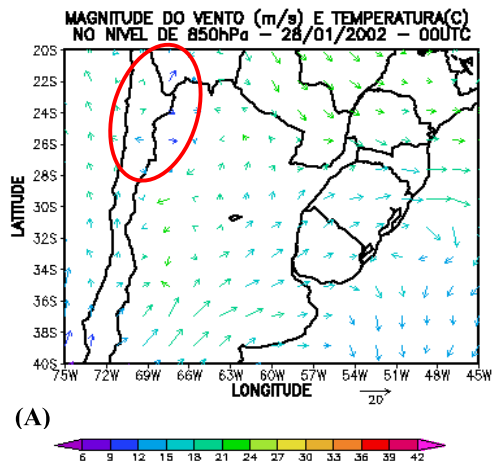 MAGNITUDE DO VENTO (m/s) E TEMPERATURA(C)
NO NIVEL DE 850hPa – 28/01/2002 – 00UTC
20S
22S
24S
26S
28S
30S
32S
34S
36S
38S
40S
LATITUDE
75W 72W 69W 66W 63W 60W 57W 54W 51W 48W 45W
LONGITUDE
20
(A)
6 9 12 15 18 21 24 27 30 33 36 39 42